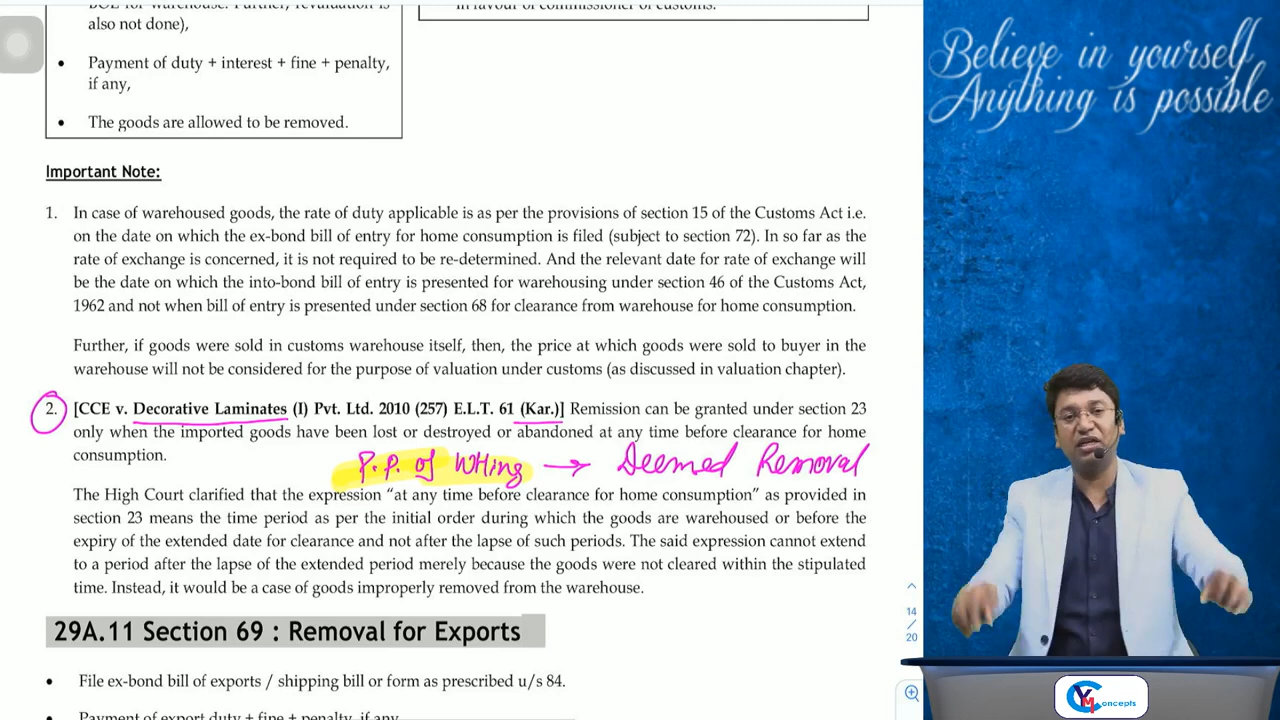 also not done),
Payment of duty + interest + fine + penalty,
if any,
The goods are allowed to be removed.
in favour of commissioner of customs.
Important Note:
1. In case of warehoused goods, the rate of duty applicable is as per the provisions of section 15 of the Customs Act i.e.
on the date on which the ex-bond bill of entry for home consumption is filed (subject to section 72). In so far as the
rate of exchange is concerned, it is not required to be re-determined. And the relevant date for rate of exchange will
be the date on which the into-bond bill of entry is presented for warehousing under section 46 of the Customs Act,
1962 and not when bill of entry is presented under section 68 for clearance from warehouse for home consumption.
Further, if goods were sold in customs warehouse itself, then, the price at which goods were sold to buyer in the
warehouse will not be considered for the purpose of valuation under customs (as discussed in valuation chapter).
2. [CCE v. Decorative Laminates (I) Pvt. Ltd. 2010 (257) E.L.T. 61 (Kar.)] Remission can be granted under section 23
only when the imported goods have been lost or destroyed or abandoned at any time before clearance for home
consumption.
P.P. of WHing → Deemed Removal
The High Court clarified that the expression “at any time before clearance for home consumption” as provided in
section 23 means the time period as per the initial order during which the goods are warehoused or before the
expiry of the extended date for clearance and not after the lapse of such periods. The said expression cannot extend
to a period after the lapse of the extended period merely because the goods were not cleared within the stipulated
time. Instead, it would be a case of goods improperly removed from the warehouse.
29A.11 Section 69 : Removal for Exports
File ex-bond bill of exports / shipping bill or form as prescribed u/s 84.
Payment of export duty + fine + penalty, if any
14
/
20
Believe in yourself
Anything is possible
YM Concepts